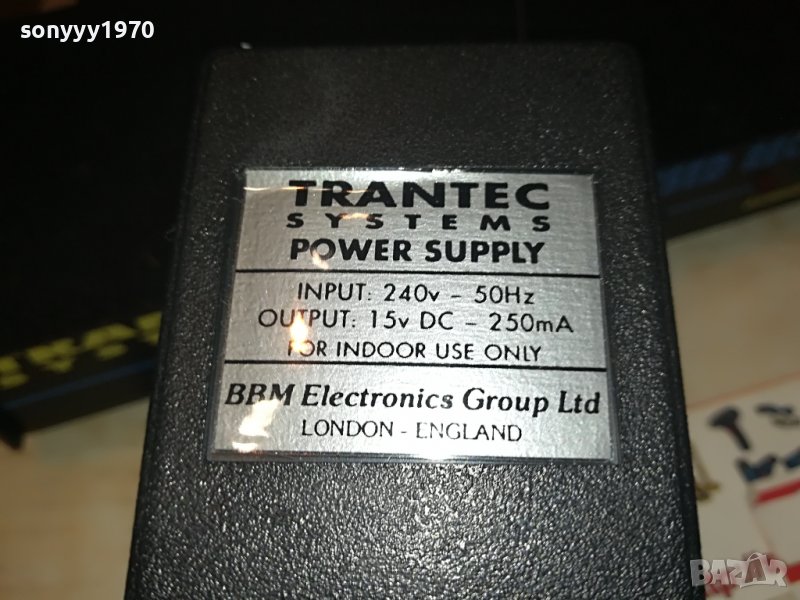 sonyyy1970
TRANTEC
SYSTEMS
POWER SUPPLY
INPUT: 240v - 50Hz
OUTPUT: 15v DC - 250mA
FOR INDOOR USE ONLY
BBM Electronics Group Ltd
LONDON - ENGLAND
BAZAR